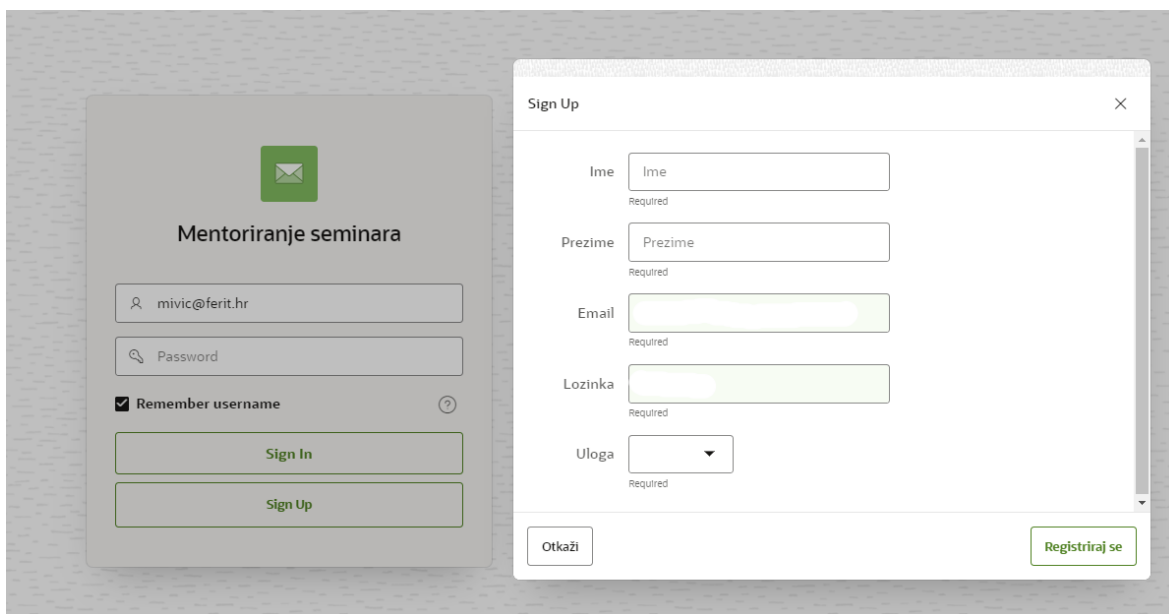 Mentoriranje seminara
mivic@ferit.hr
Password
Remember username
?
Sign In
Sign Up
Sign Up
Ime
Ime
Required
Prezime
Prezime
Required
Email
Required
Lozinka
Required
Uloga
Required
Otkaži
Registriraj se